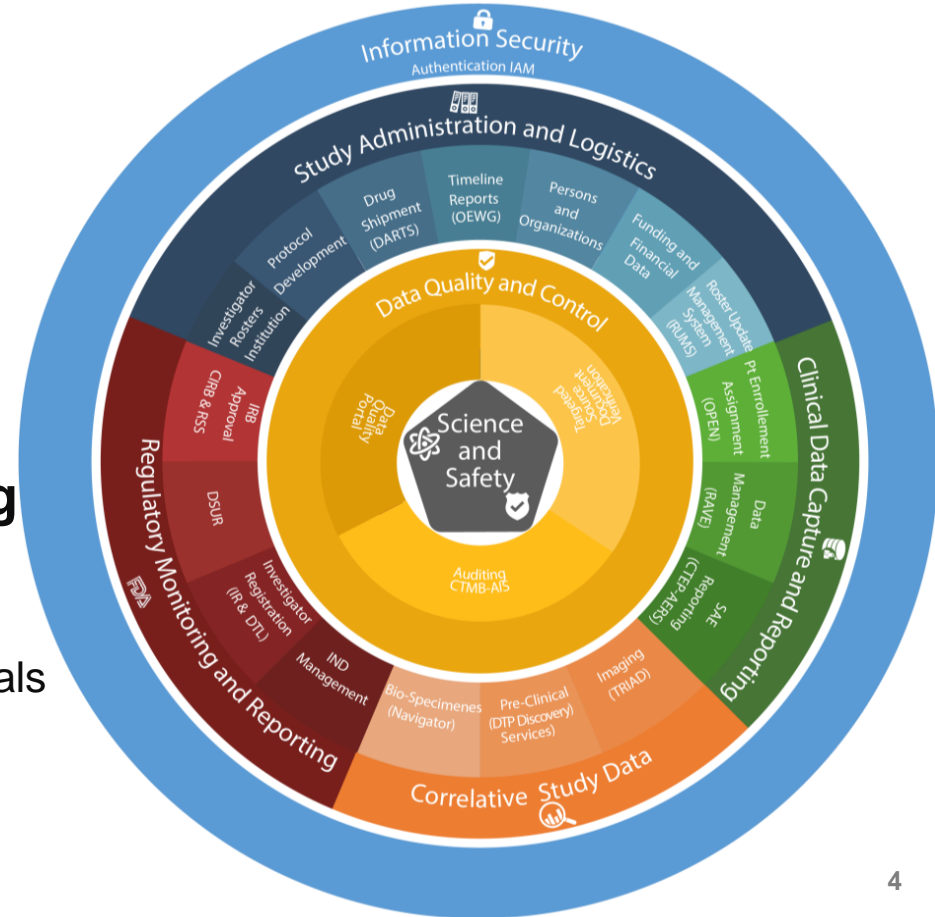 Information Security
Authentication IAM
Study Administration and Logistics
Investigator
Rosters
Institution
Protocol
Development
Drug
Shipment
(DARTS)
Timeline
Reports
(OEWG)
Persons
and
Organizations
Funding and
Financial
Data
Roster Update
Management
System
(RUMS)
Clinical Data Capture and Reporting
Pt Enrrollement
Assignment
(OPEN)
Data
Management
(RAVE)
SAE
Reporting
(CTEP-AERS)
Correlative Study Data
Imaging
(TRIAD)
Pre-Clinical
(DTP Discovery)
Services)
Bio-Specimenes
(Navigator)
Regulatory Monitoring and Reporting
FDA
IND
Management
Investigator
Registration
(IR & DTL)
DSUR
IRB
Approval
CIRB & RSS
Data Quality and Control
Data
Quality
Portal
Targeted
Source
Document
Verification
Auditing
CTMB-AIS
Science
and
Safety
g
als
4